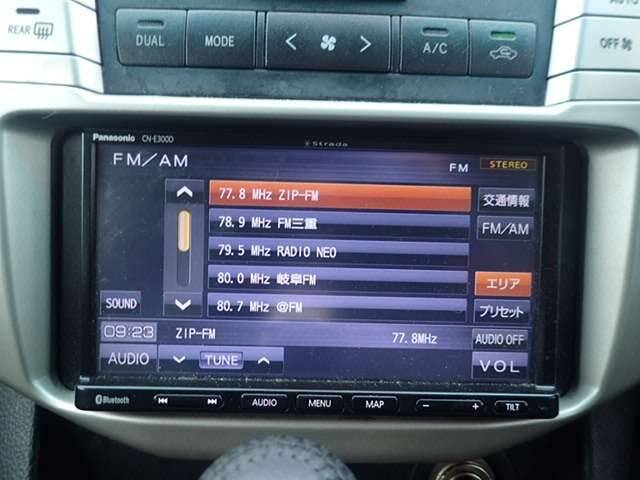 REAR
DUAL
MODE
A/C
AUTO
OFF
Panasonic CN-E300D
Strada
FM/AM
FM STEREO
77.8 MHz ZIP-FM
78.9 MHz FM三重
79.5 MHz RADIO NEO
80.0 MHz 岐阜FM
80.7 MHz @FM
交通情報
FM/AM
エリア
プリセット
SOUND
09:23 ZIP-FM 77.8MHz
AUDIO OFF
AUDIO TUNE VOL
Bluetooth AUDIO MENU MAP − + TILT